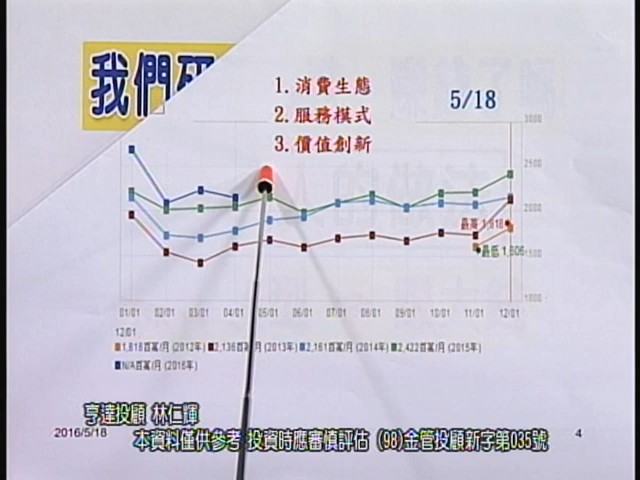 我們研
1. 消費生態
2. 服務模式
3. 價值創新
5/18
3000
2500
2000
1500
1000
最高 1,818
最低 1,606
01/01 02/01 03/01 04/01 05/01 06/01 07/01 08/01 09/01 10/01 11/01 12/01
12/01
1,818百萬/月 (2012年) 2,136百萬/月 (2013年) 2,161百萬/月 (2014年) 2,422百萬/月 (2015年)
N/A百萬/月 (2016年)
亨達投顧 林仁輝
2016/5/18
本資料僅供參考 投資時應審慎評估 (98)金管投顧新字第035號
4